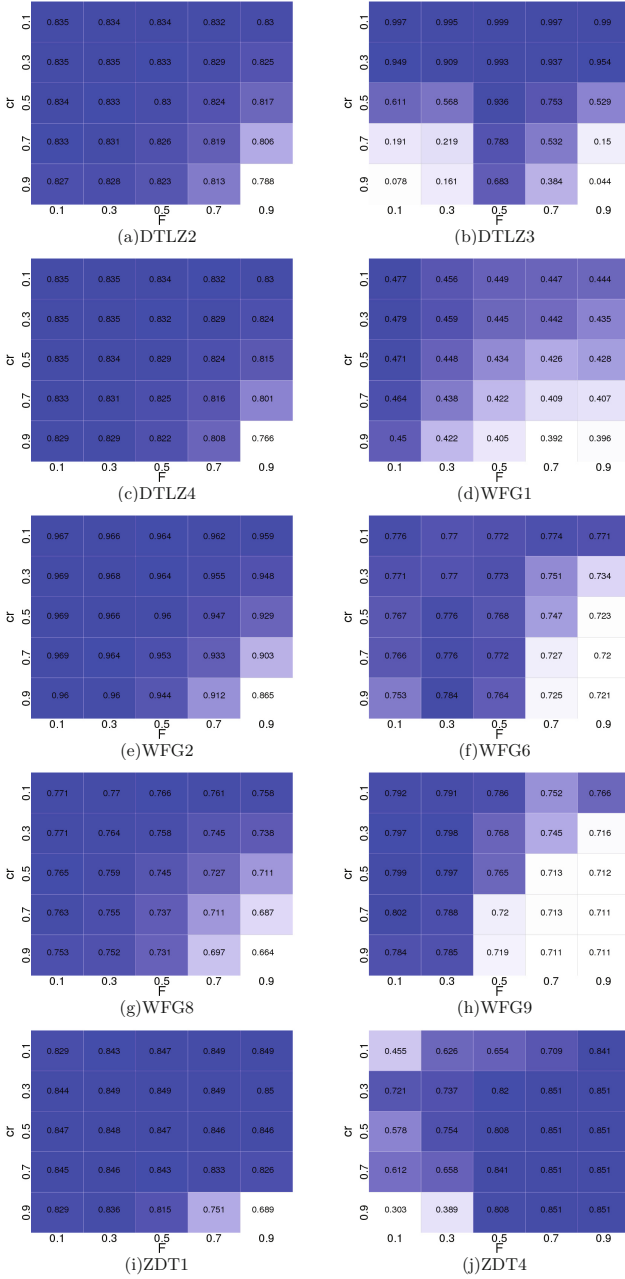 0.1 0.835 0.834 0.834 0.832 0.83 0.1 0.997 0.995 0.999 0.997 0.99
0.3 0.835 0.835 0.833 0.829 0.825 0.3 0.949 0.909 0.993 0.937 0.954
cr 0.5 0.834 0.833 0.83 0.824 0.817 cr 0.5 0.611 0.568 0.936 0.753 0.529
0.7 0.833 0.831 0.826 0.819 0.806 0.7 0.191 0.219 0.783 0.532 0.15
0.9 0.827 0.828 0.823 0.813 0.788 0.9 0.078 0.161 0.683 0.384 0.044
0.1 0.3 0.5 0.7 0.9 0.1 0.3 0.5 0.7 0.9
F F
(a)DTLZ2 (b)DTLZ3
0.1 0.835 0.835 0.834 0.832 0.83 0.1 0.477 0.456 0.449 0.447 0.444
0.3 0.835 0.835 0.832 0.829 0.824 0.3 0.479 0.459 0.445 0.442 0.435
cr 0.5 0.835 0.834 0.829 0.824 0.815 cr 0.5 0.471 0.448 0.434 0.426 0.428
0.7 0.833 0.831 0.825 0.816 0.801 0.7 0.464 0.438 0.422 0.409 0.407
0.9 0.829 0.829 0.822 0.808 0.766 0.9 0.45 0.422 0.405 0.392 0.396
0.1 0.3 0.5 0.7 0.9 0.1 0.3 0.5 0.7 0.9
F F
(c)DTLZ4 (d)WFG1
0.1 0.967 0.966 0.964 0.962 0.959 0.1 0.776 0.77 0.772 0.774 0.771
0.3 0.969 0.968 0.964 0.955 0.948 0.3 0.771 0.77 0.773 0.751 0.734
cr 0.5 0.969 0.966 0.96 0.947 0.929 cr 0.5 0.767 0.776 0.768 0.747 0.723
0.7 0.969 0.964 0.953 0.933 0.903 0.7 0.766 0.776 0.772 0.727 0.72
0.9 0.96 0.96 0.944 0.912 0.865 0.9 0.753 0.784 0.764 0.725 0.721
0.1 0.3 0.5 0.7 0.9 0.1 0.3 0.5 0.7 0.9
F F
(e)WFG2 (f)WFG6
0.1 0.771 0.77 0.766 0.761 0.758 0.1 0.792 0.791 0.786 0.752 0.766
0.3 0.771 0.764 0.758 0.745 0.738 0.3 0.797 0.798 0.768 0.745 0.716
cr 0.5 0.765 0.759 0.745 0.727 0.711 cr 0.5 0.799 0.797 0.765 0.713 0.712
0.7 0.763 0.755 0.737 0.711 0.687 0.7 0.802 0.788 0.72 0.713 0.711
0.9 0.753 0.752 0.731 0.697 0.664 0.9 0.784 0.785 0.719 0.711 0.711
0.1 0.3 0.5 0.7 0.9 0.1 0.3 0.5 0.7 0.9
F F
(g)WFG8 (h)WFG9
0.1 0.829 0.843 0.847 0.849 0.849 0.1 0.455 0.626 0.654 0.709 0.841
0.3 0.844 0.849 0.849 0.849 0.85 0.3 0.721 0.737 0.82 0.851 0.851
cr 0.5 0.847 0.848 0.847 0.846 0.846 cr 0.5 0.578 0.754 0.808 0.851 0.851
0.7 0.845 0.846 0.843 0.833 0.826 0.7 0.612 0.658 0.841 0.851 0.851
0.9 0.829 0.836 0.815 0.751 0.689 0.9 0.303 0.389 0.808 0.851 0.851
0.1 0.3 0.5 0.7 0.9 0.1 0.3 0.5 0.7 0.9
F F
(i)ZDT1 (j)ZDT4